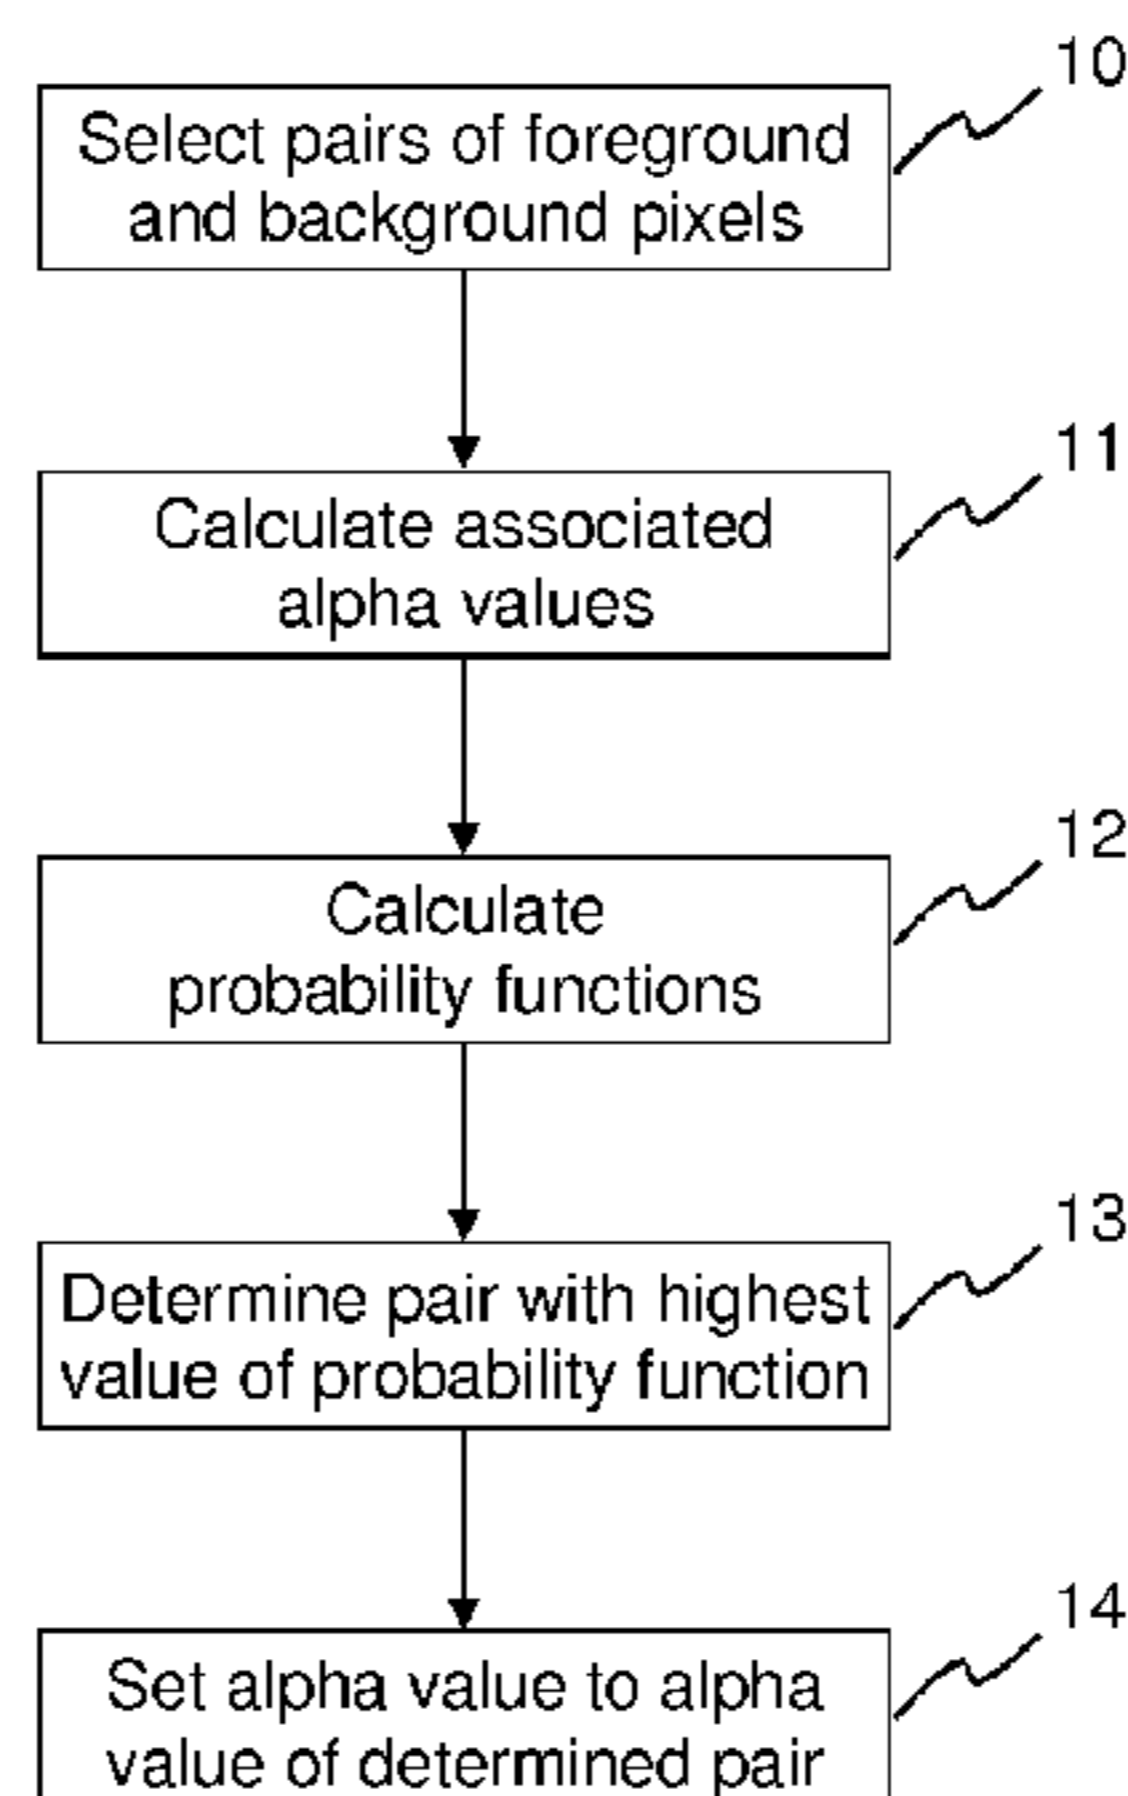 10
Select pairs of foreground
and background pixels
11
Calculate associated
alpha values
12
Calculate
probability functions
13
Determine pair with highest
value of probability function
14
Set alpha value to alpha
value of determined pair